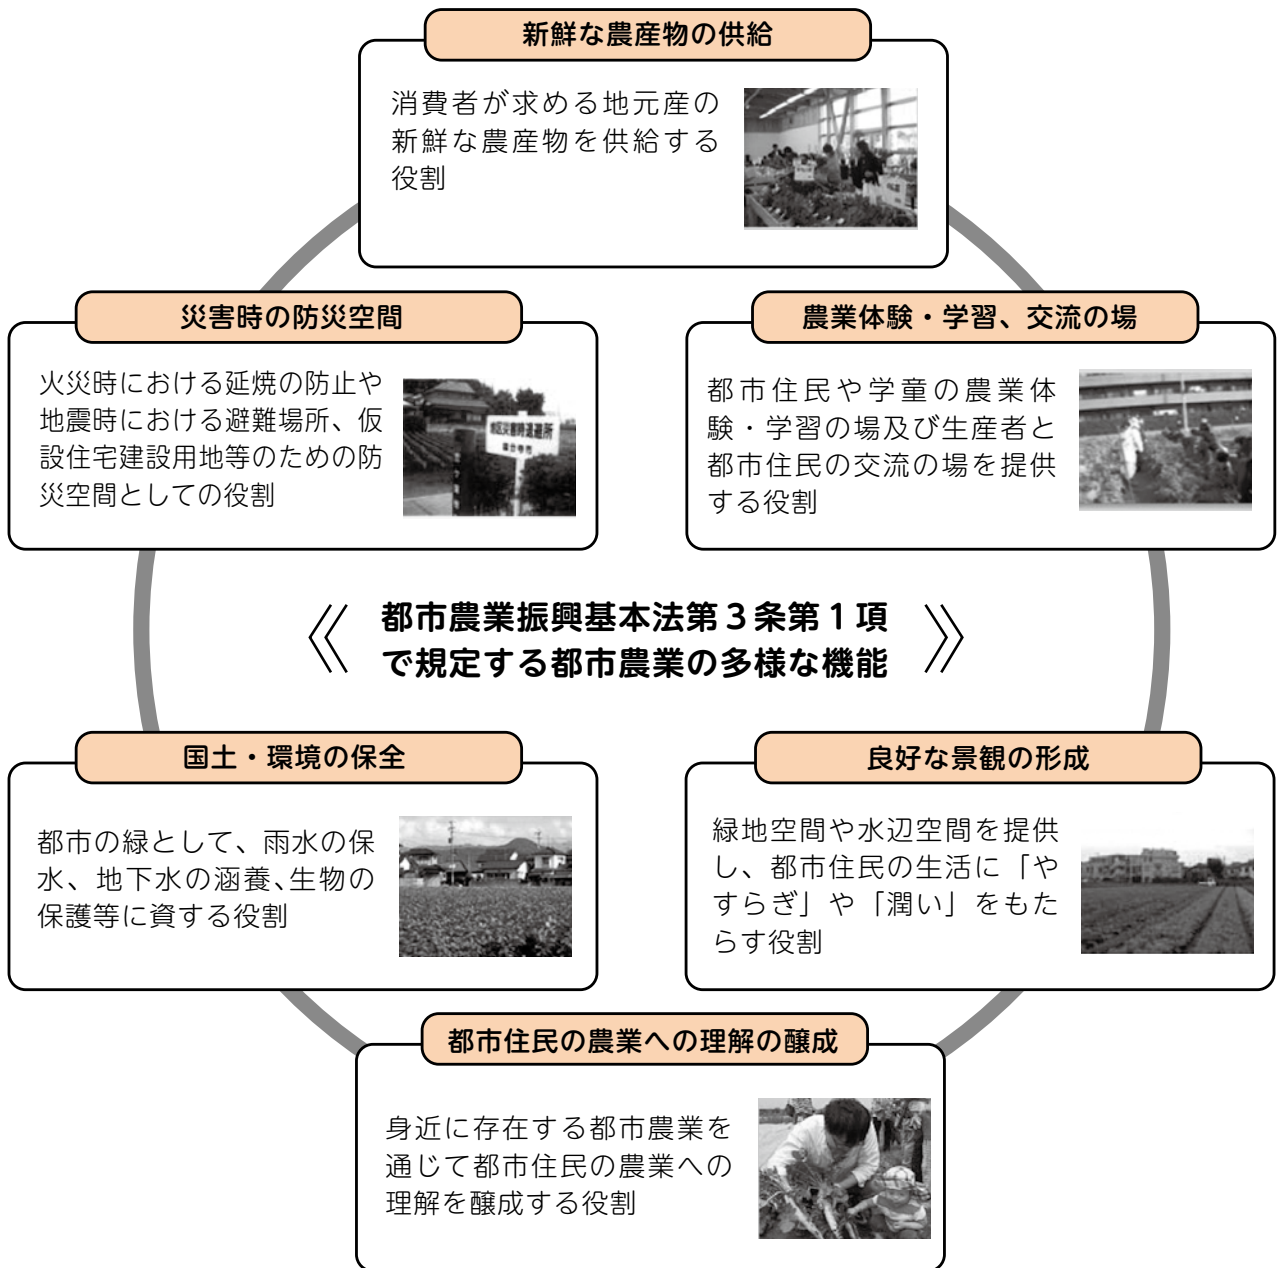 新鮮な農産物の供給
消費者が求める地元産の
新鮮な農産物を供給する
役割
災害時の防災空間
火災時における延焼の防止や
地震時における避難場所、仮
設住宅建設用地等のための防
災空間としての役割
農業体験・学習、交流の場
都市住民や学童の農業体
験・学習の場及び生産者と
都市住民の交流の場を提供
する役割
都市農業振興基本法第3条第1項
で規定する都市農業の多様な機能
国土・環境の保全
都市の緑として、雨水の保
水、地下水の涵養、生物の
保護等に資する役割
良好な景観の形成
緑地空間や水辺空間を提供
し、都市住民の生活に「や
すらぎ」や「潤い」をもた
らす役割
都市住民の農業への理解の醸成
身近に存在する都市農業を
通じて都市住民の農業への
理解を醸成する役割